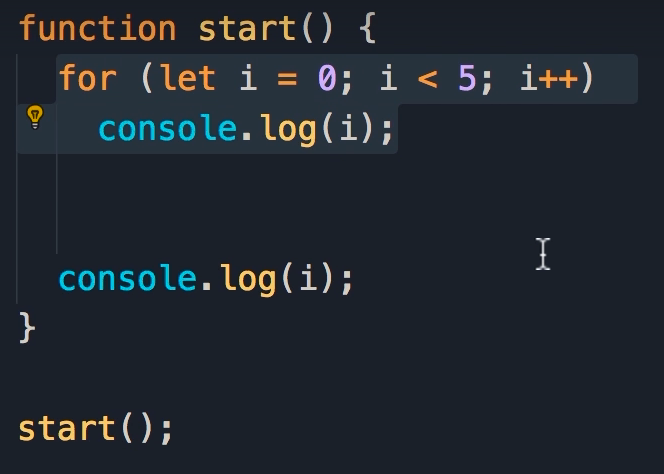 function start() {
  for (let i = 0; i < 5; i++)
    console.log(i);
  console.log(i);
}
start();